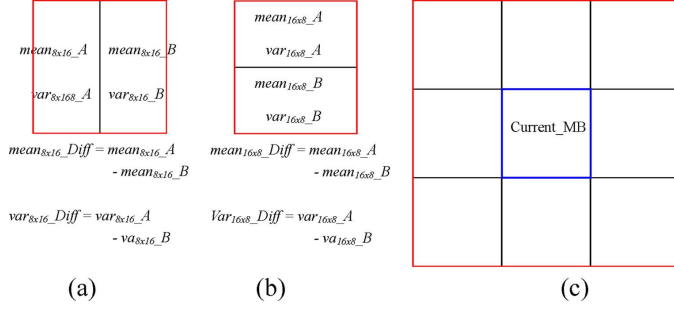 mean8x16_A mean8x16_B
var8x168_A var8x16_B
mean8x16_Diff = mean8x16_A
- mean8x16_B
var8x16_Diff = var8x16_A
- va8x16_B
(a)
mean16x8_A
var16x8_A
mean16x8_B
var16x8_B
mean16x8_Diff = mean16x8_A
- mean16x8_B
Var16x8_Diff = var16x8_A
- va16x8_B
(b)
Current_MB
(c)